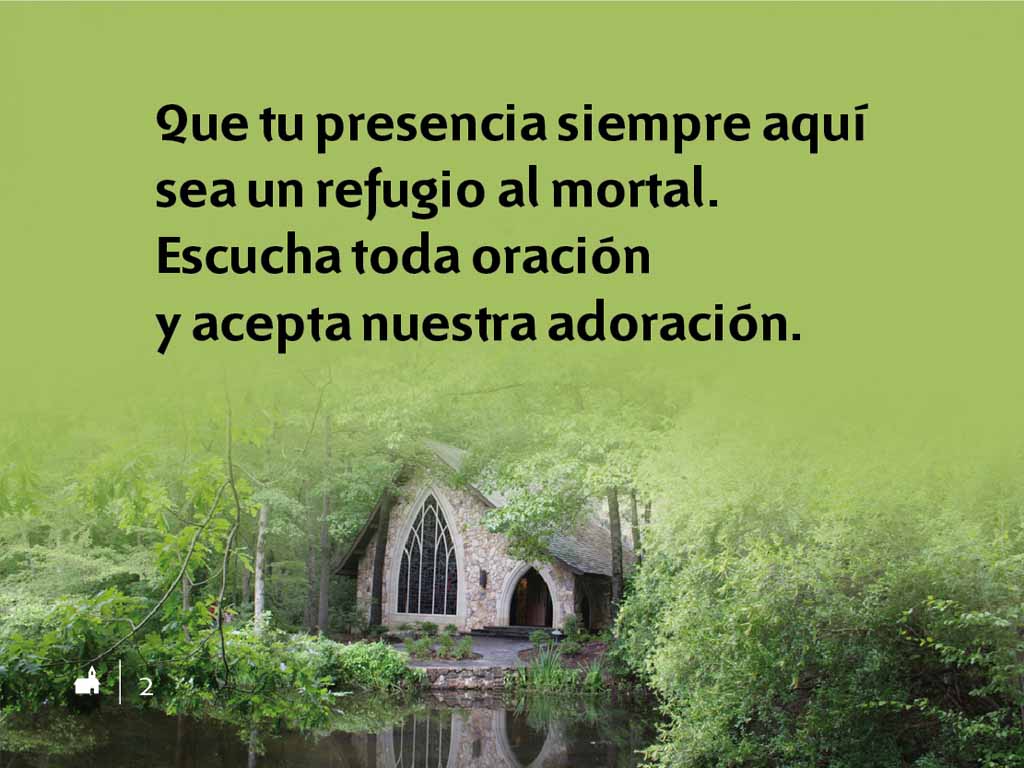 Que tu presencia siempre aquí
sea un refugio al mortal.
Escucha toda oración
y acepta nuestra adoración.
2